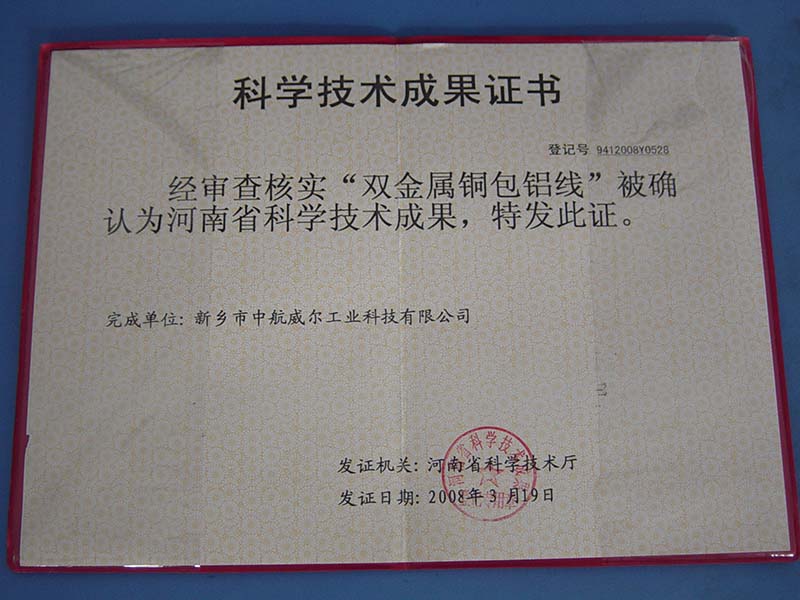 科学技术成果证书
登记号 9412008Y0528
经审查核实“双金属铜包铝线”被确
认为河南省科学技术成果，特发此证。
完成单位: 新乡市中航威尔工业科技有限公司
发证机关: 河南省科学技术厅
发证日期: 2008年3月19日